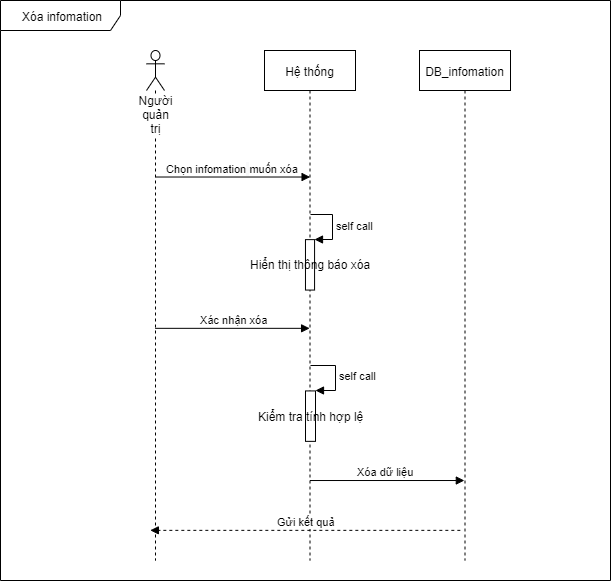 Xóa infomation
Hệ thống
DB_infomation
Người
quản
trị
Chọn infomation muốn xóa
self call
Hiển thị thông báo xóa
Xác nhận xóa
self call
Kiểm tra tính hợp lệ
Xóa dữ liệu
Gửi kết quả